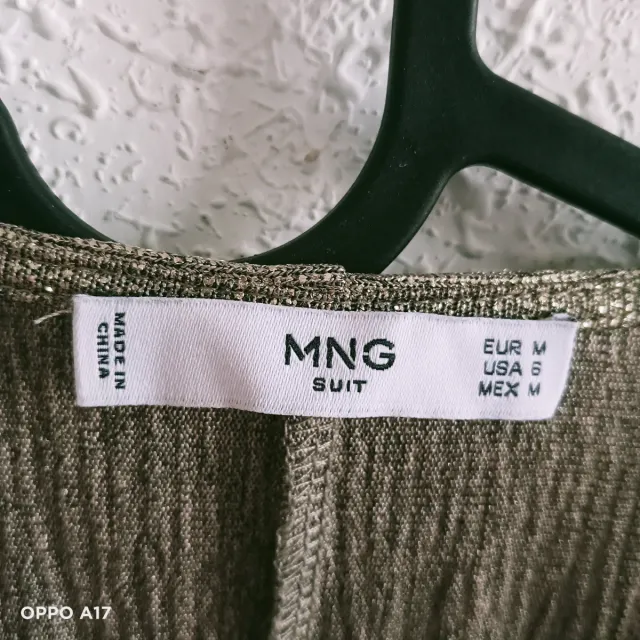 MADE IN
CHINA
MNG
SUIT
EUR M
USA 6
MEX M
OPPO A17